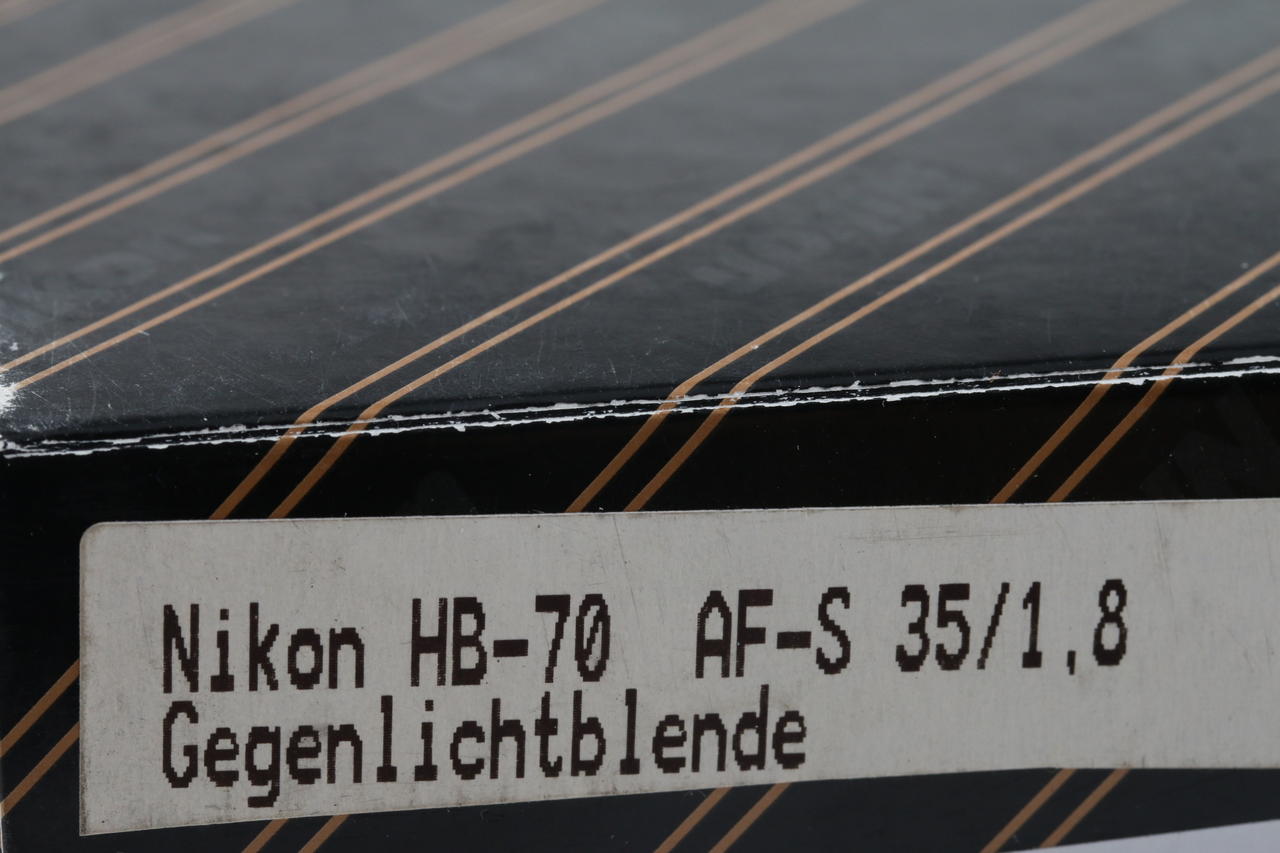 Nikon HB-70 AF-S 35/1,8
Gegenlichtblende